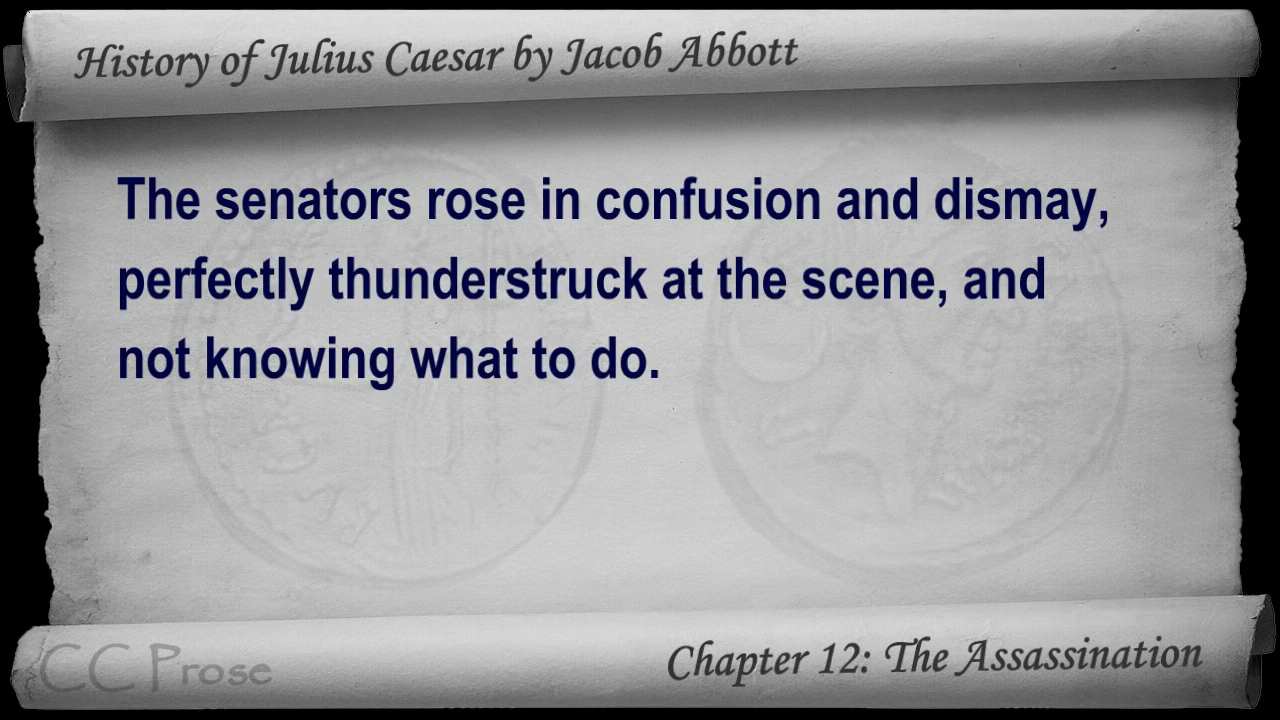 History of Julius Caesar by Jacob Abbott
The senators rose in confusion and dismay,
perfectly thunderstruck at the scene, and
not knowing what to do.
CC Prose
Chapter 12: The Assassination